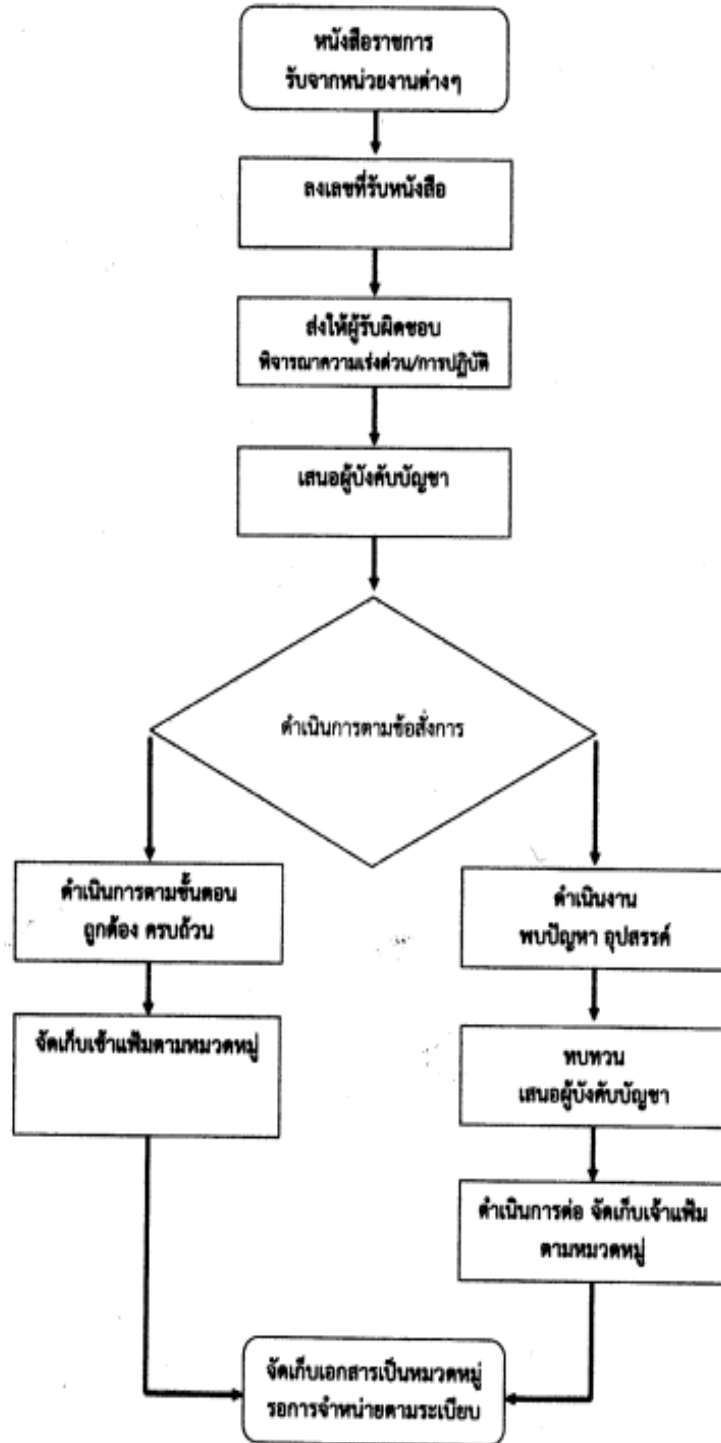 หนังสือราชการ
รับจากหน่วยงานต่างๆ
ลงเลขที่รับหนังสือ
ส่งให้ผู้รับผิดชอบ
พิจารณาความเร่งด่วน/การปฏิบัติ
เสนอผู้บังคับบัญชา
ดำเนินการตามข้อสั่งการ
ดำเนินการตามขั้นตอน
ถูกต้อง ครบถ้วน
จัดเก็บเข้าแฟ้มตามหมวดหมู่
ดำเนินงาน
พบปัญหา อุปสรรค์
ทบทวน
เสนอผู้บังคับบัญชา
ดำเนินการต่อ จัดเก็บเจ้าแฟ้ม
ตามหมวดหมู่
จัดเก็บเอกสารเป็นหมวดหมู่
รอการจำหน่ายตามระเบียบ